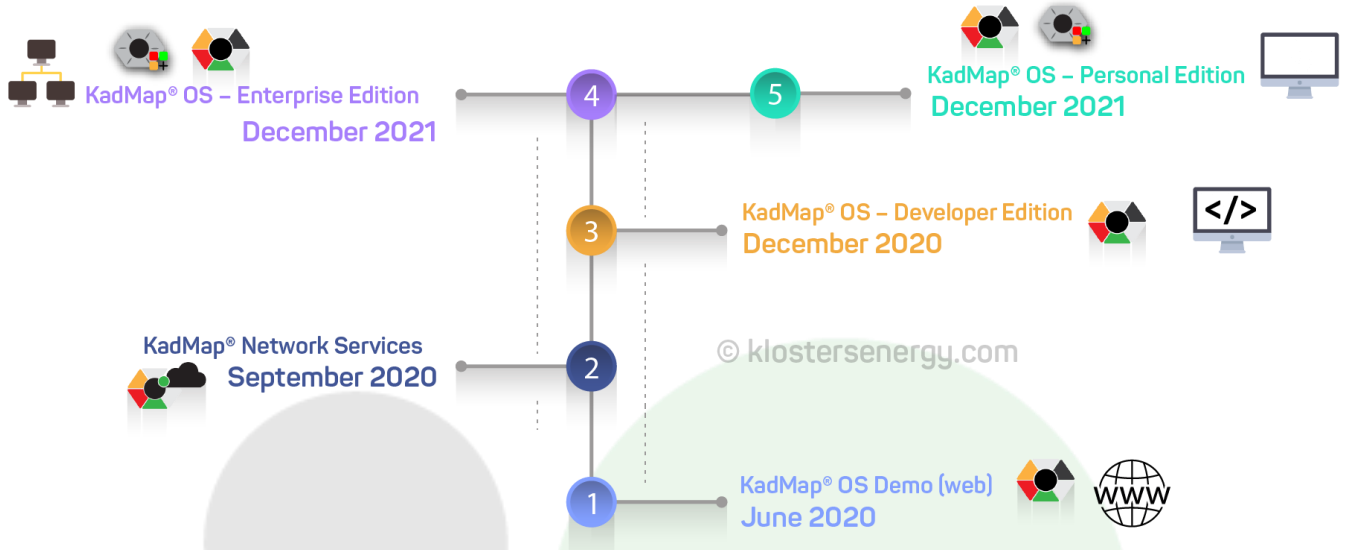 KadMap® OS – Enterprise Edition
December 2021
4
5
KadMap® OS – Personal Edition
December 2021
3
KadMap® OS – Developer Edition
December 2020
</>
KadMap® Network Services
September 2020
2
© klostersenergy.com
1
KadMap® OS Demo (web)
June 2020
WWW